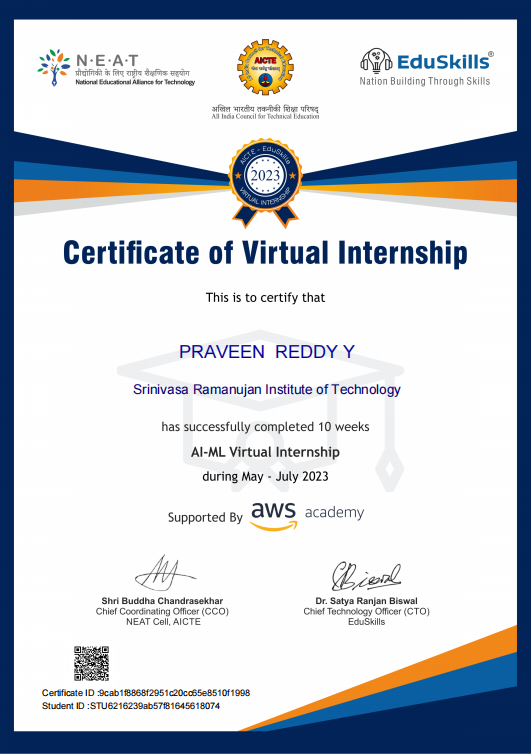 N·E·A·T
प्रौद्योगिकी के लिए राष्ट्रीय शैक्षणिक सहयोग
National Educational Alliance for Technology
AICTE
अखिल भारतीय तकनीकी शिक्षा परिषद्
All India Council for Technical Education
EduSkills®
Nation Building Through Skills
AICTE - EduSkills
2023
VIRTUAL INTERNSHIP
Certificate of Virtual Internship
This is to certify that
PRAVEEN REDDY Y
Srinivasa Ramanujan Institute of Technology
has successfully completed 10 weeks
AI-ML Virtual Internship
during May - July 2023
Supported By aws academy
Shri Buddha Chandrasekhar
Chief Coordinating Officer (CCO)
NEAT Cell, AICTE
Dr. Satya Ranjan Biswal
Chief Technology Officer (CTO)
EduSkills
Certificate ID :9cab1f8868f2951c20cc65e8510f1998
Student ID :STU6216239ab57f81645618074